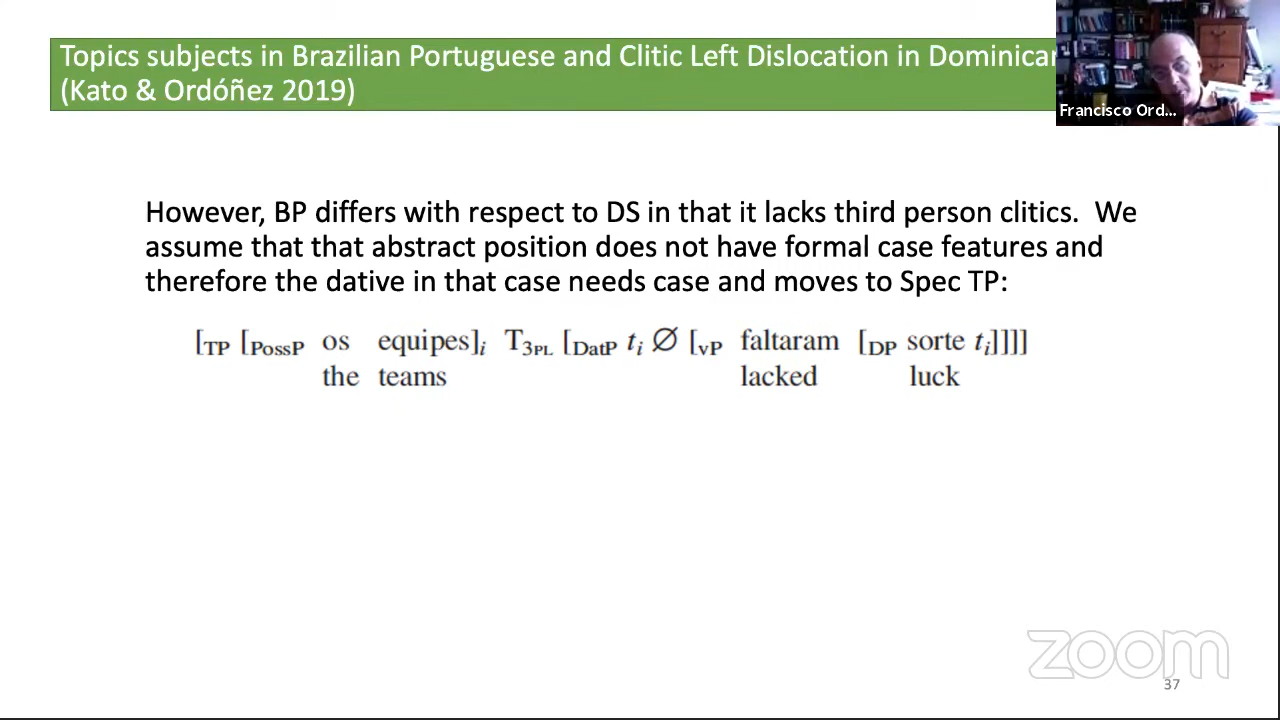 Topics subjects in Brazilian Portuguese and Clitic Left Dislocation in Dominican
(Kato & Ordóñez 2019)
Francisco Ord...
However, BP differs with respect to DS in that it lacks third person clitics. We
assume that that abstract position does not have formal case features and
therefore the dative in that case needs case and moves to Spec TP:
[TP [PossP os equipes]i T3PL [DatP ti ∅ [vP faltaram [DP sorte ti]]]]
the teams lacked luck
zoom
37